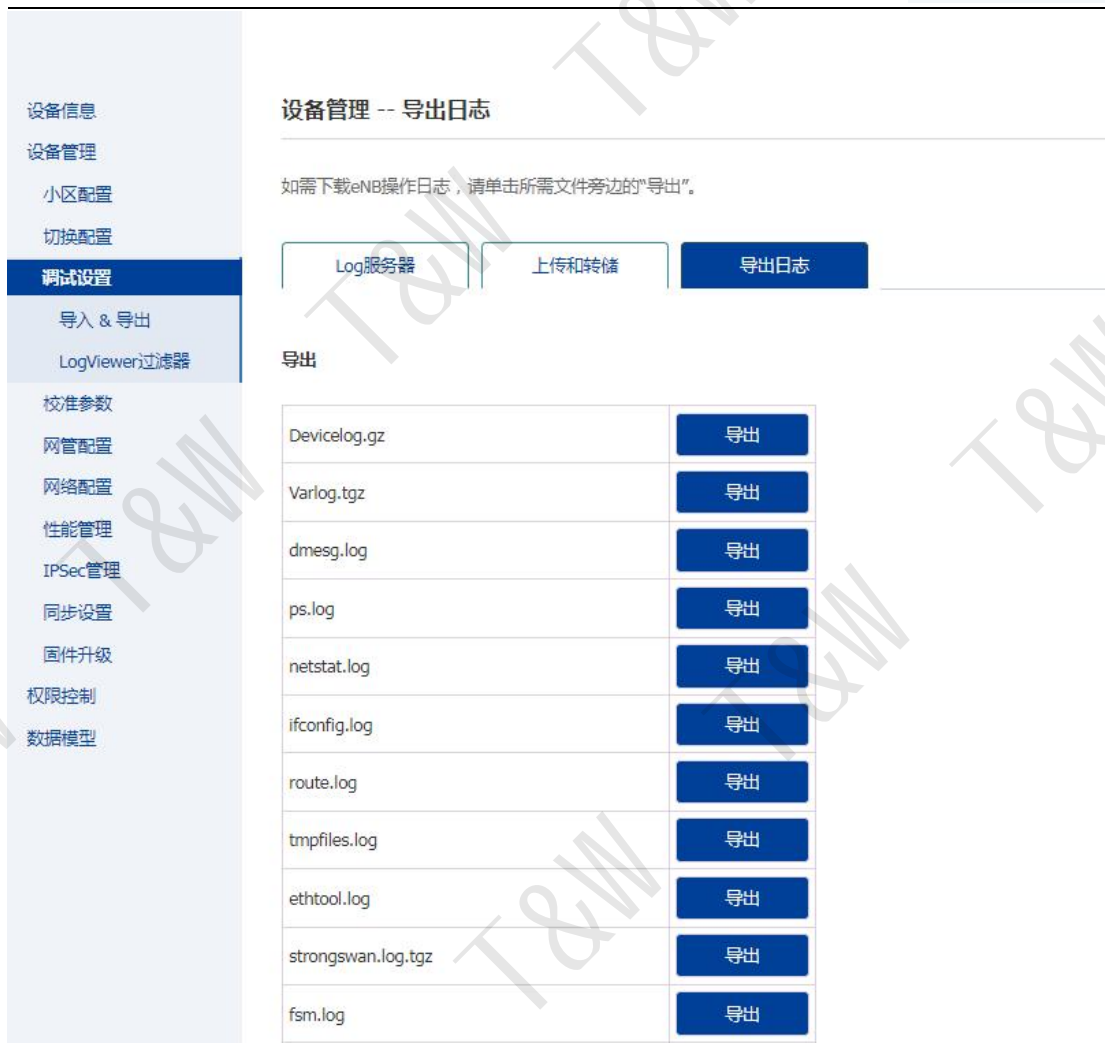 设备信息
设备管理
小区配置
切换配置
调试设置
导入 & 导出
LogViewer过滤器
校准参数
网管配置
网络配置
性能管理
IPSec管理
同步设置
固件升级
权限控制
数据模型
设备管理 -- 导出日志
如需下载eNB操作日志，请单击所需文件旁边的“导出”。
Log服务器 上传和转储 导出日志
导出
Devicelog.gz 导出
Varlog.tgz 导出
dmesg.log 导出
ps.log 导出
netstat.log 导出
ifconfig.log 导出
route.log 导出
tmpfiles.log 导出
ethtool.log 导出
strongswan.log.tgz 导出
fsm.log 导出
T&W
T&W
T&W
T&W
T&W
T&W